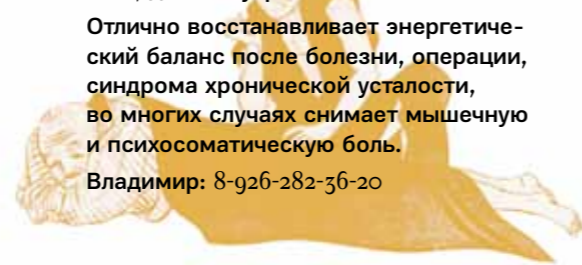 Отлично восстанавливает энергетиче-
ский баланс после болезни, операции,
синдрома хронической усталости,
во многих случаях снимает мышечную
и психосоматическую боль.
Владимир: 8-926-282-36-20